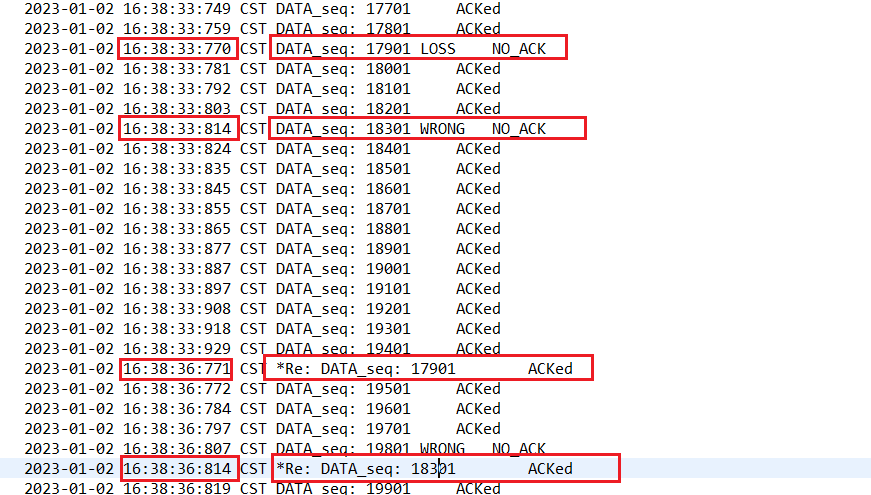 2023-01-02 16:38:33:749 CST DATA_seq: 17701 ACKed
2023-01-02 16:38:33:759 CST DATA_seq: 17801 ACKed
2023-01-02 16:38:33:770 CST DATA_seq: 17901 LOSS NO_ACK
2023-01-02 16:38:33:781 CST DATA_seq: 18001 ACKed
2023-01-02 16:38:33:792 CST DATA_seq: 18101 ACKed
2023-01-02 16:38:33:803 CST DATA_seq: 18201 ACKed
2023-01-02 16:38:33:814 CST DATA_seq: 18301 WRONG NO_ACK
2023-01-02 16:38:33:824 CST DATA_seq: 18401 ACKed
2023-01-02 16:38:33:835 CST DATA_seq: 18501 ACKed
2023-01-02 16:38:33:845 CST DATA_seq: 18601 ACKed
2023-01-02 16:38:33:855 CST DATA_seq: 18701 ACKed
2023-01-02 16:38:33:865 CST DATA_seq: 18801 ACKed
2023-01-02 16:38:33:877 CST DATA_seq: 18901 ACKed
2023-01-02 16:38:33:887 CST DATA_seq: 19001 ACKed
2023-01-02 16:38:33:897 CST DATA_seq: 19101 ACKed
2023-01-02 16:38:33:908 CST DATA_seq: 19201 ACKed
2023-01-02 16:38:33:918 CST DATA_seq: 19301 ACKed
2023-01-02 16:38:33:929 CST DATA_seq: 19401 ACKed
2023-01-02 16:38:36:771 CST *Re: DATA_seq: 17901 ACKed
2023-01-02 16:38:36:772 CST DATA_seq: 19501 ACKed
2023-01-02 16:38:36:784 CST DATA_seq: 19601 ACKed
2023-01-02 16:38:36:797 CST DATA_seq: 19701 ACKed
2023-01-02 16:38:36:807 CST DATA_seq: 19801 WRONG NO_ACK
2023-01-02 16:38:36:814 CST *Re: DATA_seq: 18301 ACKed
2023-01-02 16:38:36:819 CST DATA_seq: 19901 ACKed